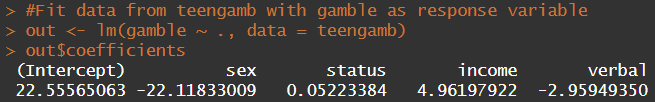 > #Fit data from teengamb with gamble as response variable
> out <- lm(gamble ~ ., data = teengamb)
> out$coefficients
(Intercept) sex status income verbal
22.55565063 -22.11833009 0.05223384 4.96197922 -2.95949350